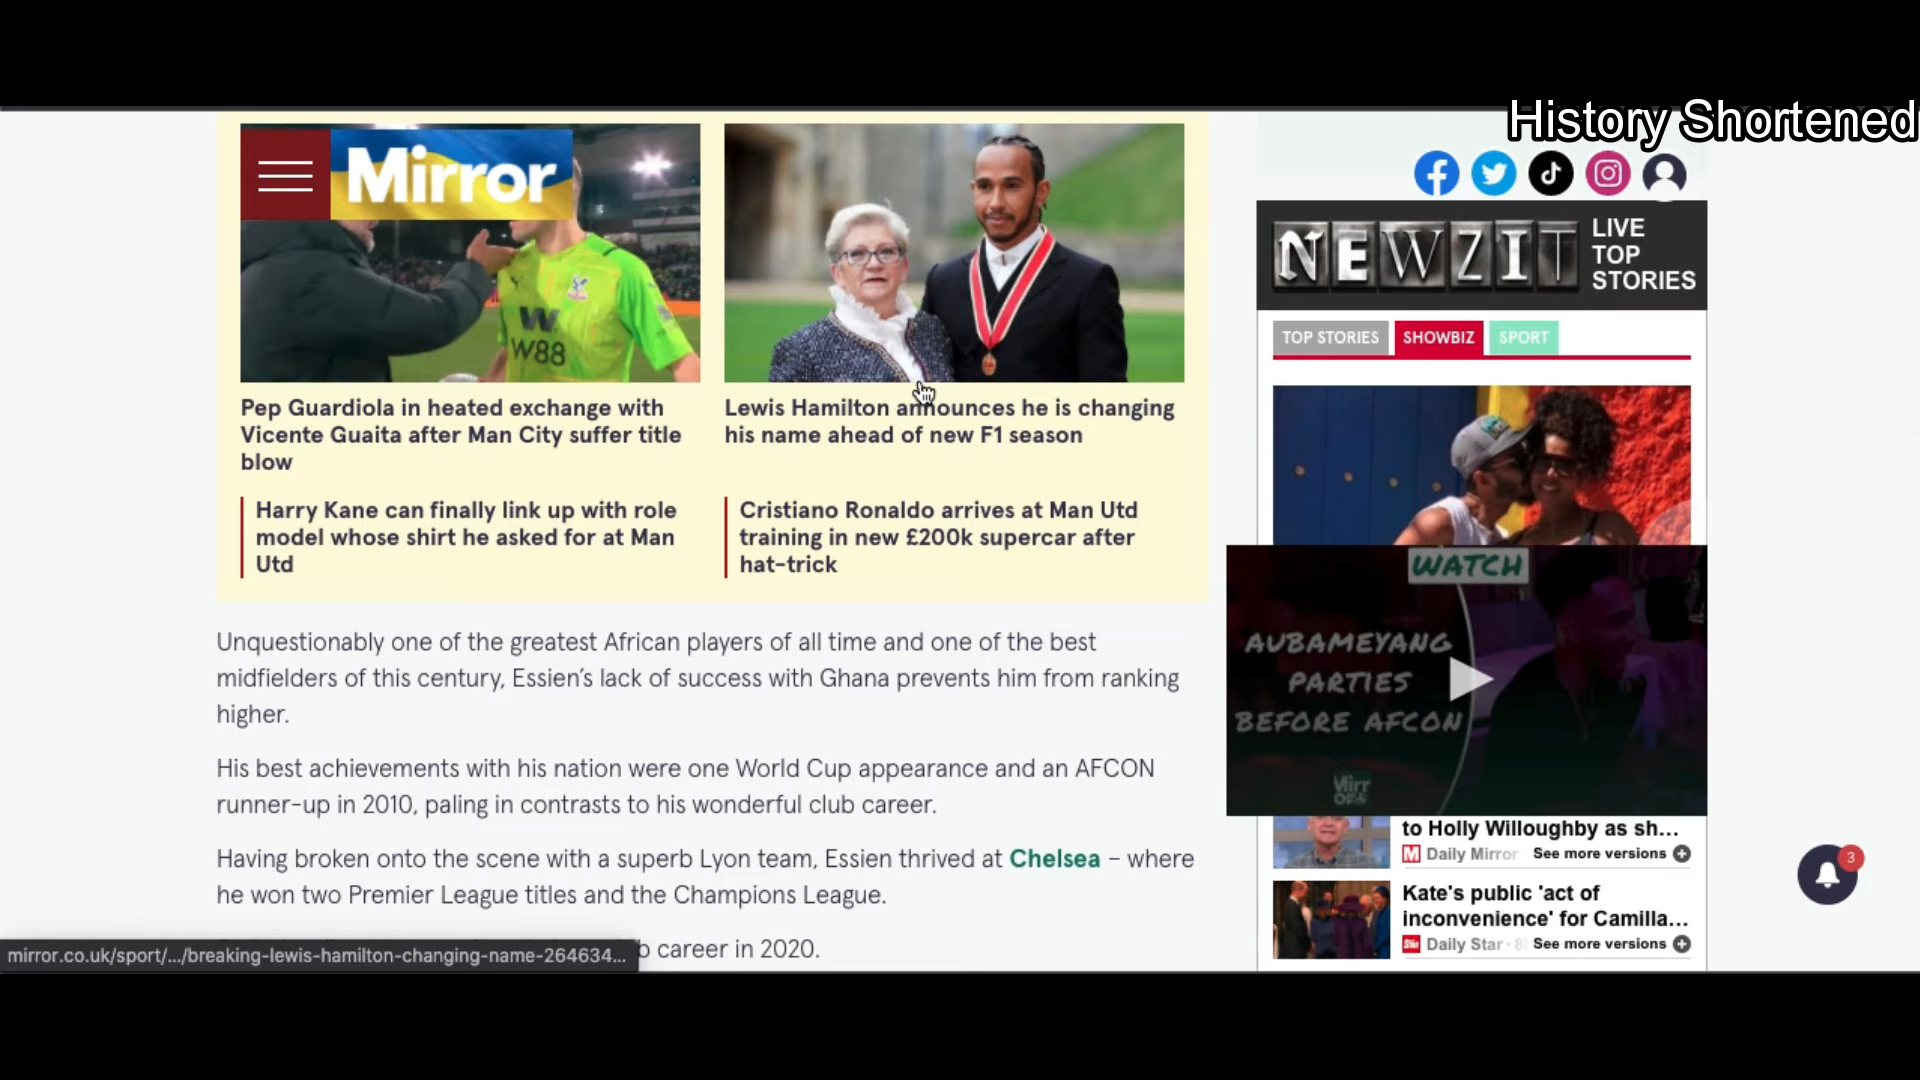 History Shortened
Mirror
W88
Pep Guardiola in heated exchange with
Vicente Guaita after Man City suffer title
blow
Lewis Hamilton announces he is changing
his name ahead of new F1 season
Harry Kane can finally link up with role
model whose shirt he asked for at Man
Utd
Cristiano Ronaldo arrives at Man Utd
training in new £200k supercar after
hat-trick
Unquestionably one of the greatest African players of all time and one of the best
midfielders of this century, Essien's lack of success with Ghana prevents him from ranking
higher.
His best achievements with his nation were one World Cup appearance and an AFCON
runner-up in 2010, paling in contrasts to his wonderful club career.
Having broken onto the scene with a superb Lyon team, Essien thrived at Chelsea – where
he won two Premier League titles and the Champions League.
career in 2020.
mirror.co.uk/sport/.../breaking-lewis-hamilton-changing-name-264634...
NEWZIT
LIVE
TOP
STORIES
TOP STORIES
SHOWBIZ
SPORT
WATCH
AUBAMEYANG
PARTIES
BEFORE AFCON
to Holly Willoughby as sh...
Daily Mirror
See more versions
Kate's public 'act of
inconvenience' for Camilla...
Daily Star
See more versions
3